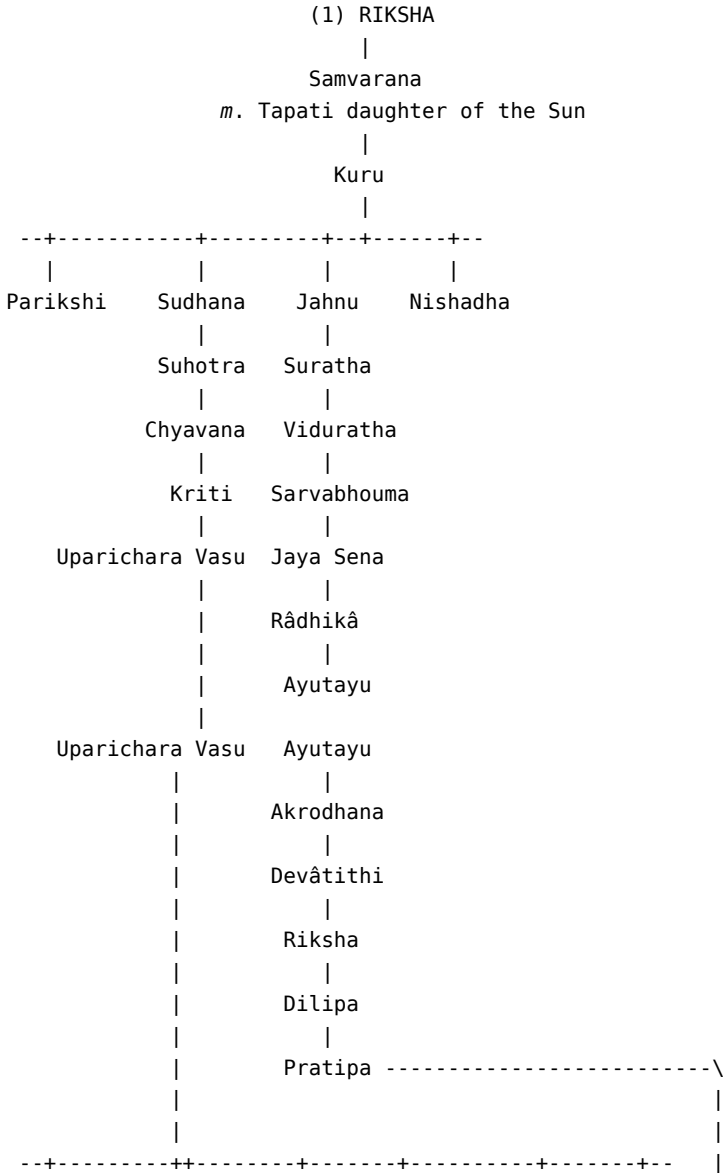 (1) RIKSHA
|
Samvarana
m. Tapati daughter of the Sun
|
Kuru
|
--+-----------+---------+--+------+--
| | | |
Parikshi Sudhana Jahnu Nishadha
| |
Suhotra Suratha
| |
Chyavana Viduratha
| |
Kriti Sarvabhouma
| |
Uparichara Vasu Jaya Sena
| |
| Râdhikâ
| |
| Ayutayu
|
Uparichara Vasu Ayutayu
| |
| Akrodhana
| |
| Devâtithi
| |
| Riksha
| |
| Dilipa
| |
| Pratipa --------------------------\
| |
| |
--+---------++--------+-------+----------+-------+-- |